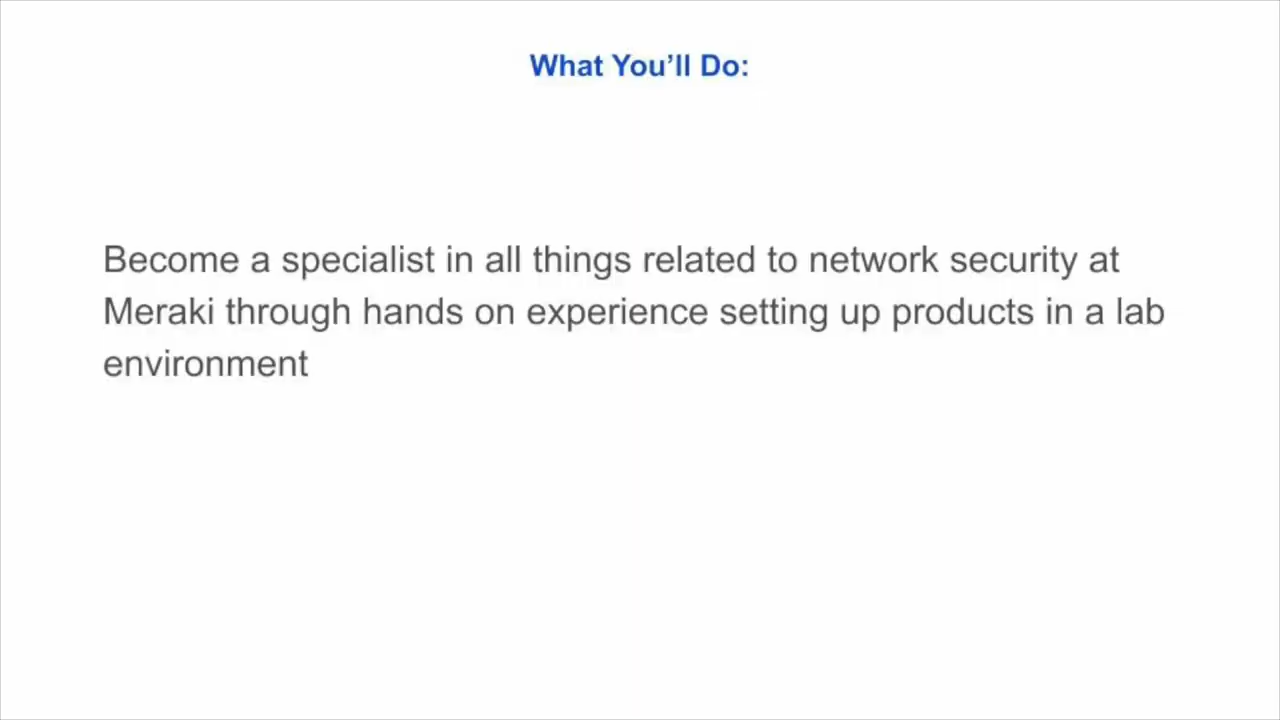 What You’ll Do:
Become a specialist in all things related to network security at
Meraki through hands on experience setting up products in a lab
environment